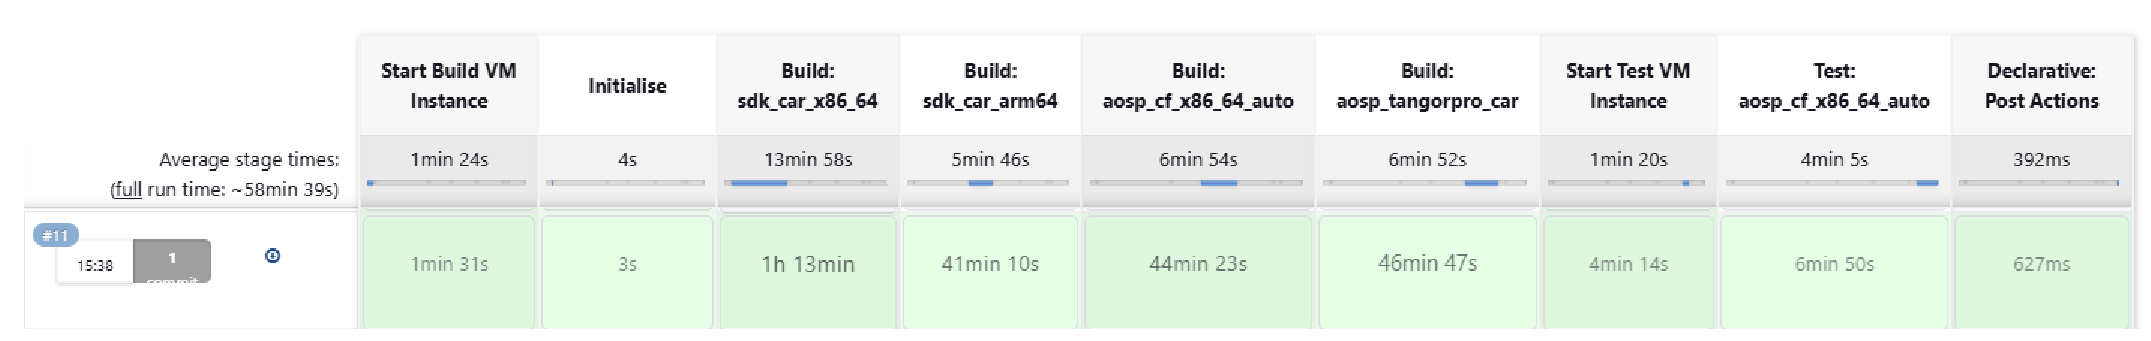 Start Build VM Instance
Initialise
Build: sdk_car_x86_64
Build: sdk_car_arm64
Build: aosp_cf_x86_64_auto
Build: aosp_tangorpro_car
Start Test VM Instance
Test: aosp_cf_x86_64_auto
Declarative: Post Actions
Average stage times:
(full run time: ~58min 39s)
1min 24s
4s
13min 58s
5min 46s
6min 54s
6min 52s
1min 20s
4min 5s
392ms
#11
15:38
1
commit
1min 31s
3s
1h 13min
41min 10s
44min 23s
46min 47s
4min 14s
6min 50s
627ms